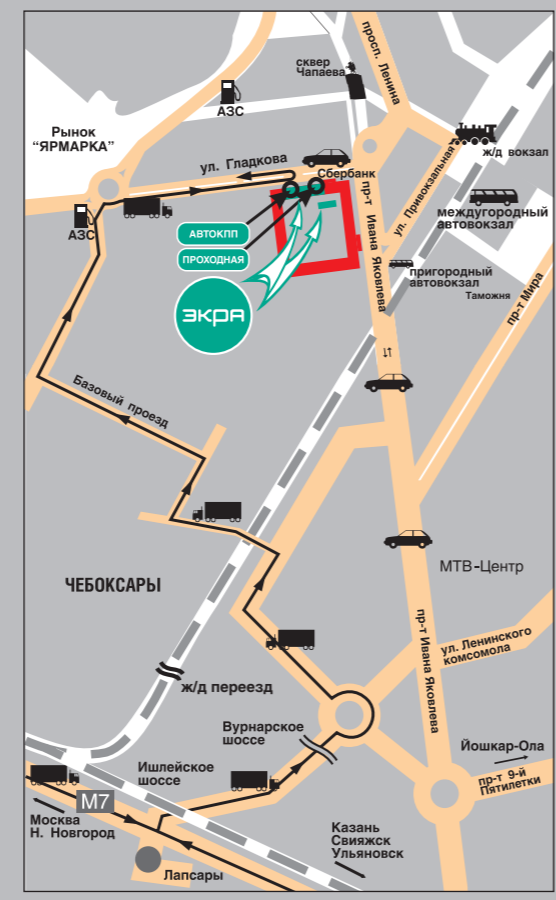 просп. Ленина
сквер
Чапаева
АЗС
Рынок
"ЯРМАРКА"
ж/д вокзал
ул. Гладкова
Сбербанк
ул. Привокзальная
междугородный
автовокзал
АЗС
пр-т Ивана Яковлева
АВТОКПП
ПРОХОДНАЯ
пригородный
автовокзал
Таможня
пр-т Мира
ЭКРА
Базовый проезд
МТВ-Центр
ЧЕБОКСАРЫ
пр-т Ивана Яковлева
ул. Ленинского
комсомола
ж/д переезд
Вурнарское
шоссе
Йошкар-Ола
Ишлейское
шоссе
пр-т 9-й
Пятилетки
М7
Москва
Н. Новгород
Казань
Свияжск
Ульяновск
Лапсары